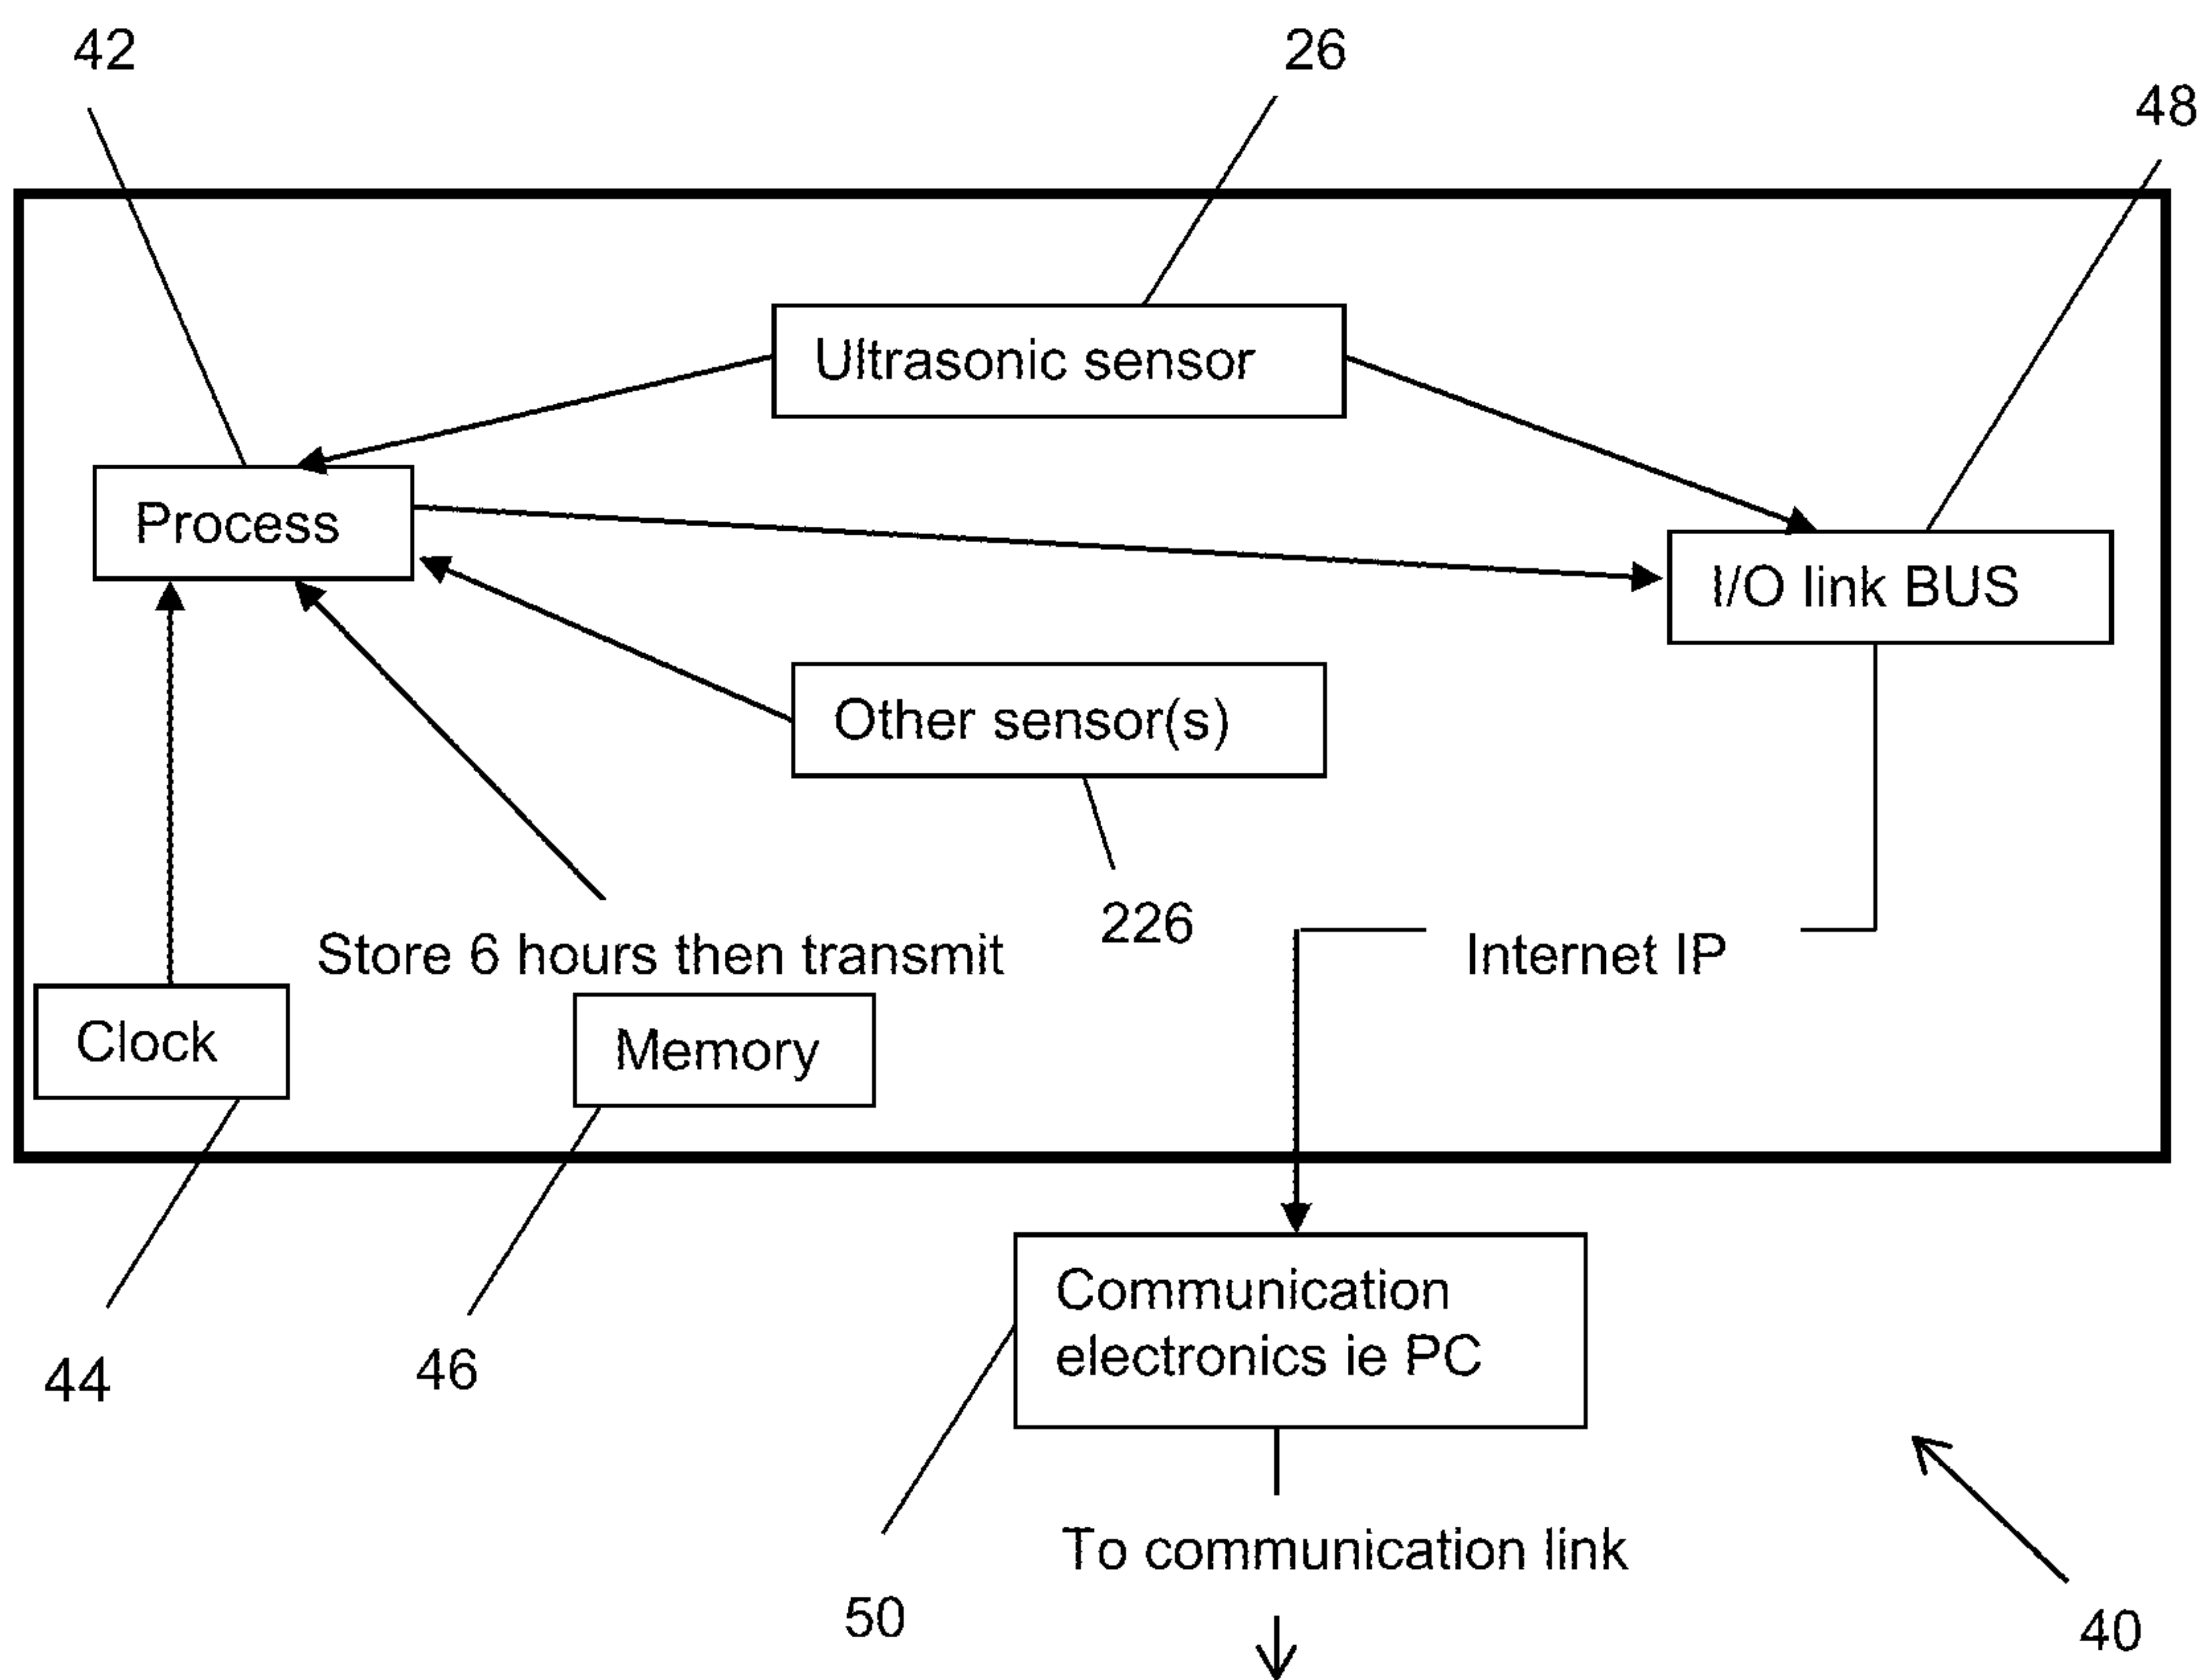 42
26
48
Ultrasonic sensor
Process
I/O link BUS
Other sensor(s)
226
Store 6 hours then transmit
Internet IP
Clock
Memory
Communication
electronics ie PC
44
46
To communication link
50
40